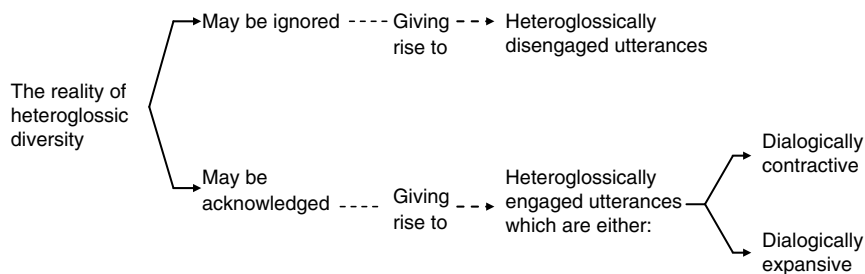 May be ignored
Giving
rise to
Heteroglossically
disengaged utterances
The reality of
heteroglossic
diversity
May be
acknowledged
Giving
rise to
Heteroglossically
engaged utterances
which are either:
Dialogically
contractive
Dialogically
expansive